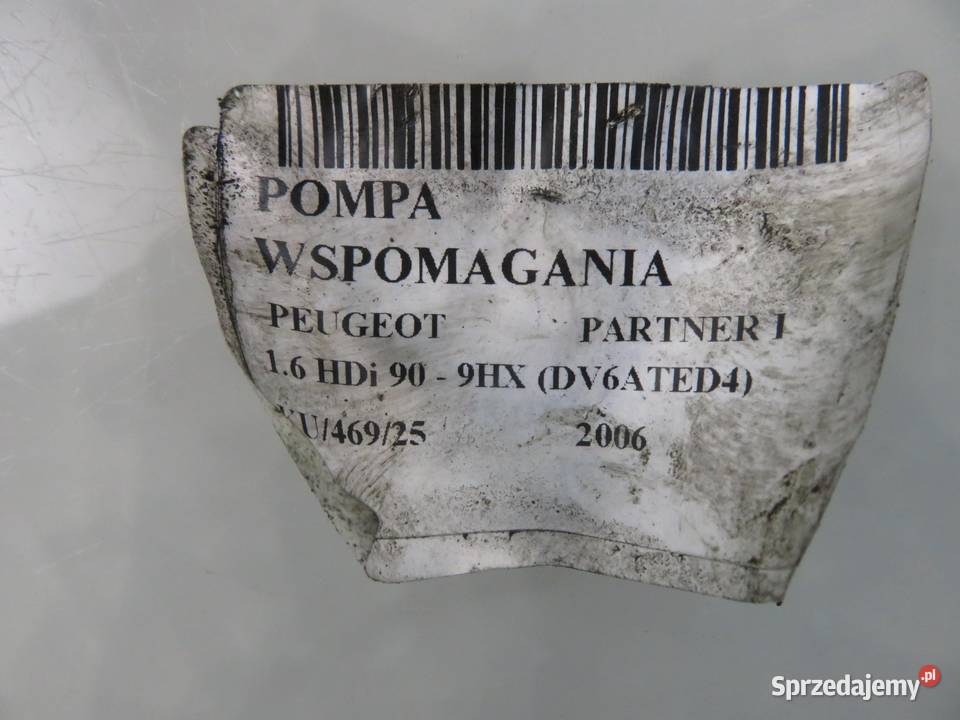 POMPA
WSPOMAGANIA
PEUGEOT PARTNER I
1.6 HDi 90 - 9HX (DV6ATED4)
U/469/25 2006
Sprzedajemy.pl